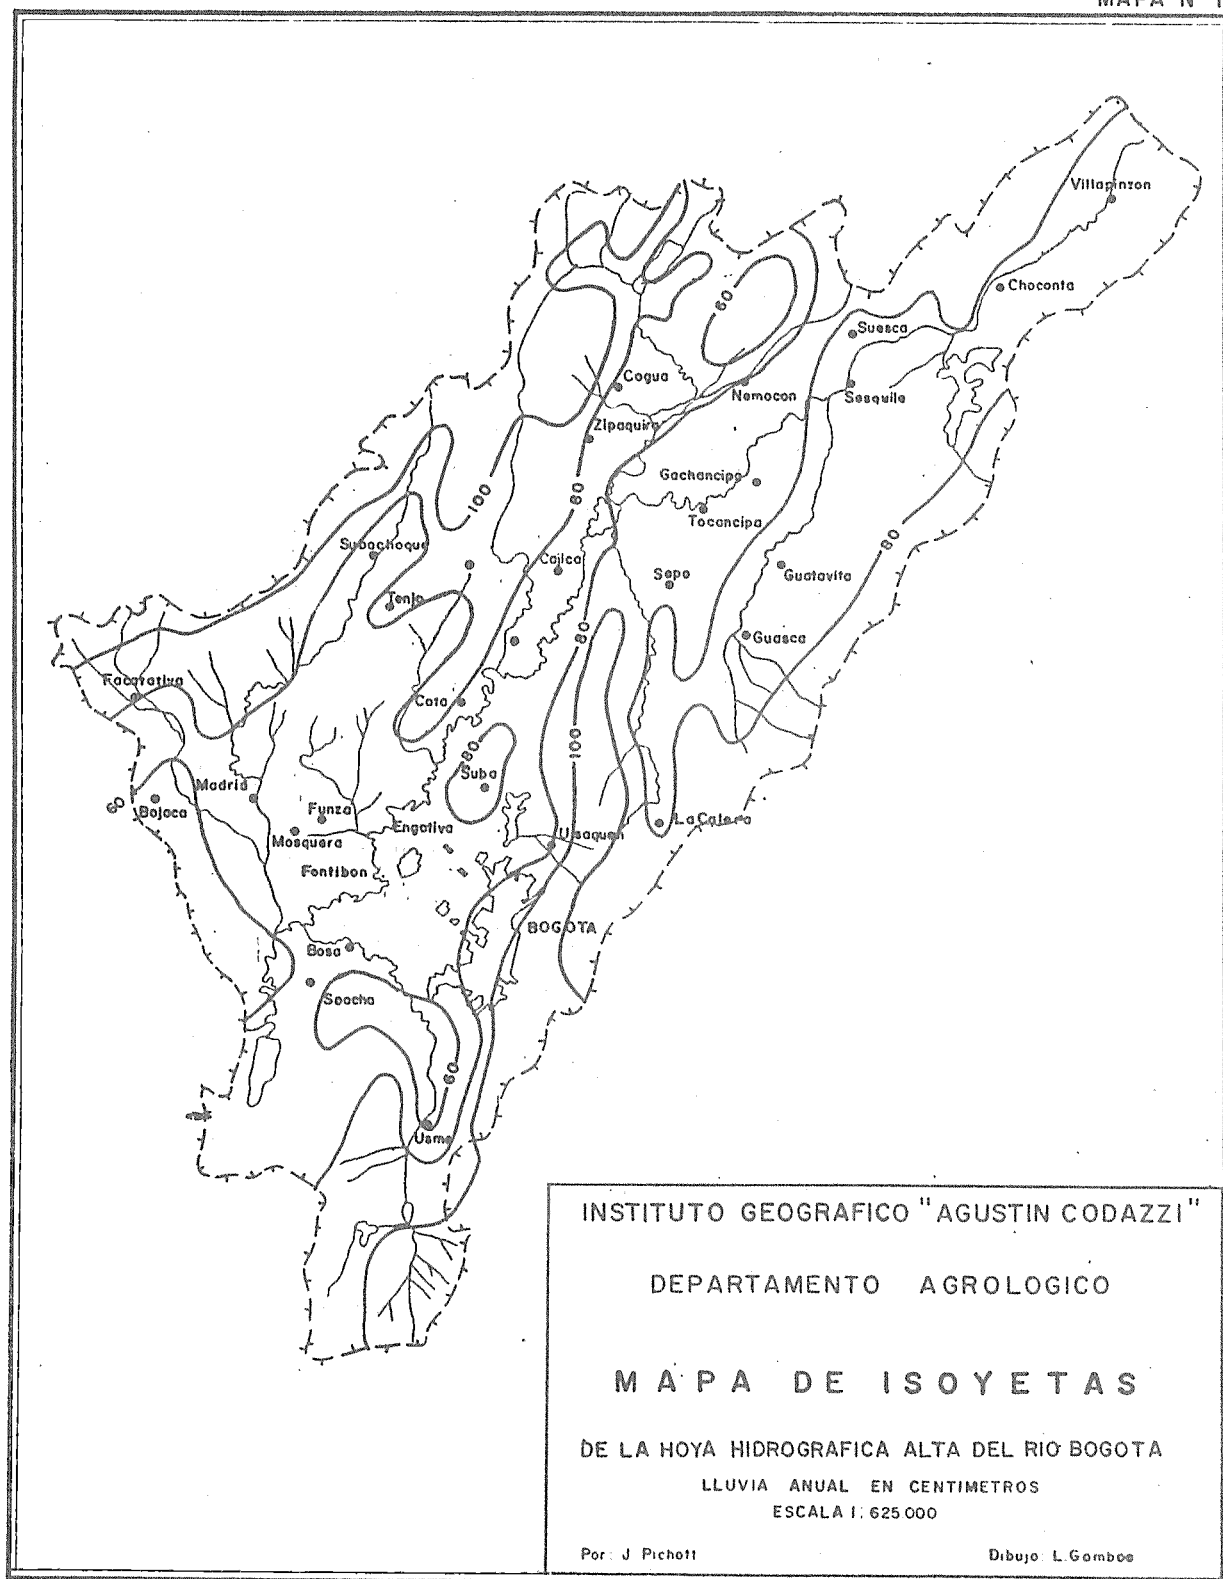 MAPA N 1
Villapinzon
Choconta
Suesca
60
Cogua
Nemocon
Sesquile
Zipaquira
Gachancipa
100
80
Tocancipa
80
Subachoque
Cajica
Sopo
Guatavita
Tenjo
80
Guasca
Facatativa
Cota
100
80
Suba
Madrid
60
Bojaca
Funza
Engativa
La Calera
Usaquen
Mosquera
Fontibon
BOGOTA
Bosa
Soacha
60
Usme
INSTITUTO GEOGRAFICO "AGUSTIN CODAZZI"
DEPARTAMENTO AGROLOGICO
MAPA DE ISOYETAS
DE LA HOYA HIDROGRAFICA ALTA DEL RIO BOGOTA
LLUVIA ANUAL EN CENTIMETROS
ESCALA 1: 625.000
Por: J Pichott
Dibujo: L. Gamboa